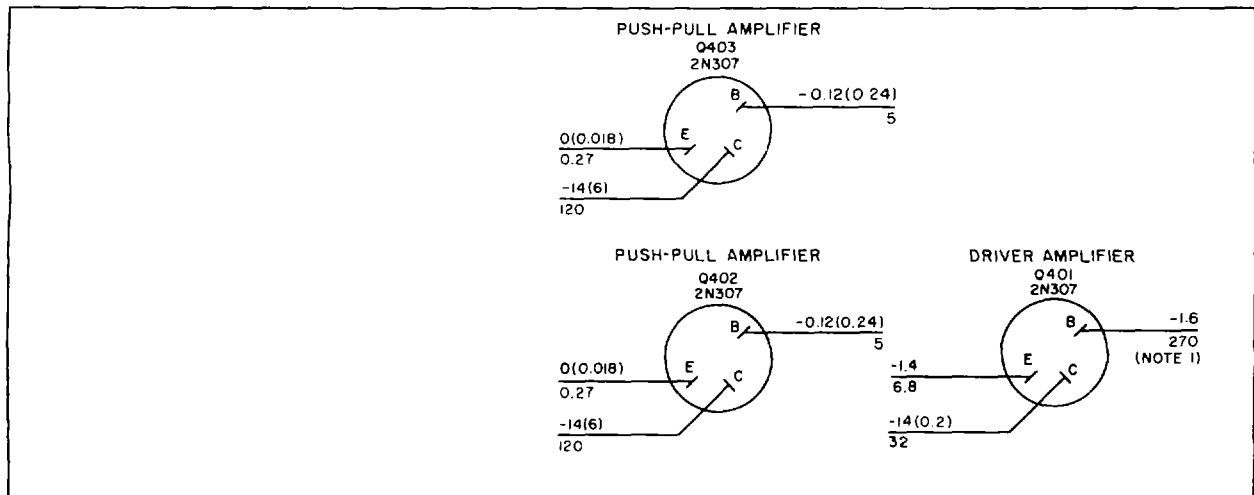 PUSH-PULL AMPLIFIER
Q403
2N307
B
-0.12(0.24)
5
E
0(0.018)
0.27
C
-14(6)
120
PUSH-PULL AMPLIFIER
Q402
2N307
B
-0.12(0.24)
5
E
0(0.018)
0.27
C
-14(6)
120
DRIVER AMPLIFIER
Q401
2N307
B
-1.6
270
(NOTE 1)
E
-1.4
6.8
C
-14(0.2)
32